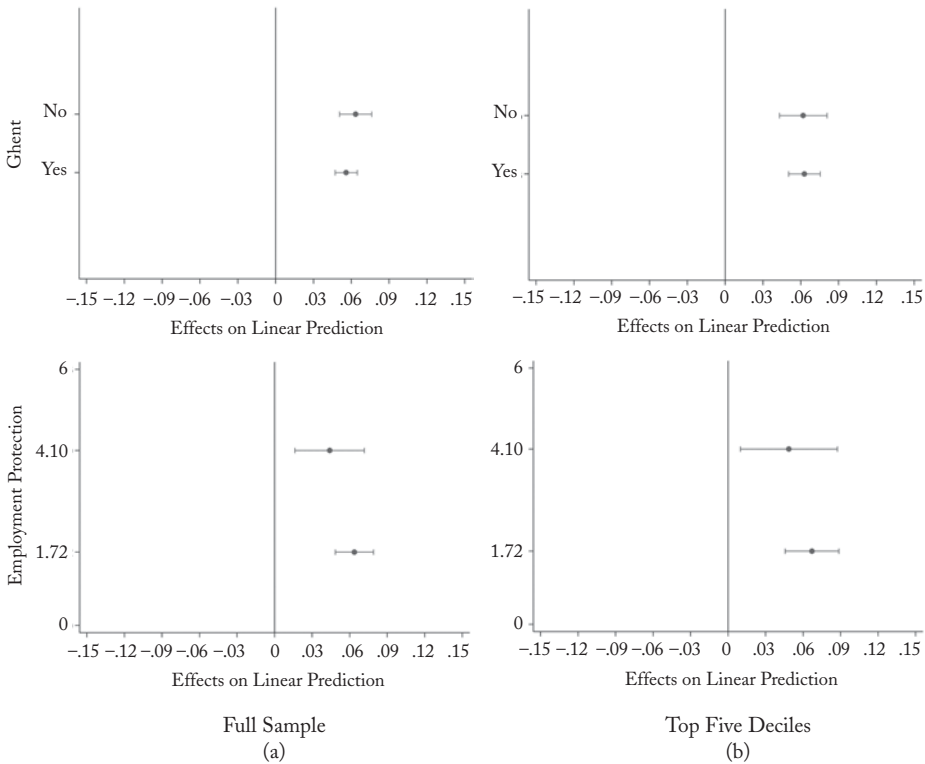 Ghent
No
Yes
−.15 −.12 −.09 −.06 −.03 0 .03 .06 .09 .12 .15
Effects on Linear Prediction
No
Yes
−.15 −.12 −.09 −.06 −.03 0 .03 .06 .09 .12 .15
Effects on Linear Prediction
Employment Protection
6
4.10
1.72
0
−.15 −.12 −.09 −.06 −.03 0 .03 .06 .09 .12 .15
Effects on Linear Prediction
6
4.10
1.72
0
−.15 −.12 −.09 −.06 −.03 0 .03 .06 .09 .12 .15
Effects on Linear Prediction
Full Sample
(a)
Top Five Deciles
(b)